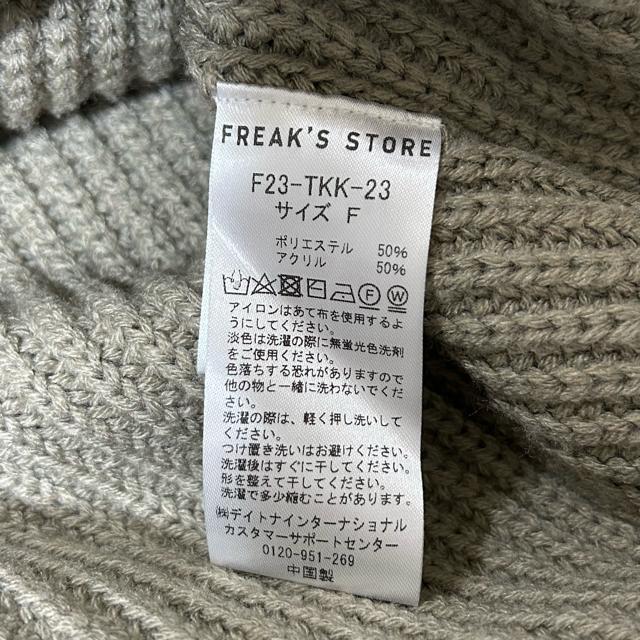 FREAK'S STORE
F23-TKK-23
サイズ F
ポリエステル 50%
アクリル 50%
アイロンはあて布を使用するよ
うにしてください。
淡色は洗濯の際に無蛍光色洗剤
をご使用ください。
色落ちする恐れがありますので
他の物と一緒に洗わないでくだ
さい。
洗濯の際は、軽く押し洗いして
ください。
つけ置き洗いはお避けください。
洗濯後はすぐに干してください。
形を整えて干してください。
洗濯で多少縮むことがあります。
㈱デイトナインターナショナル
カスタマーサポートセンター
0120-951-269
中国製